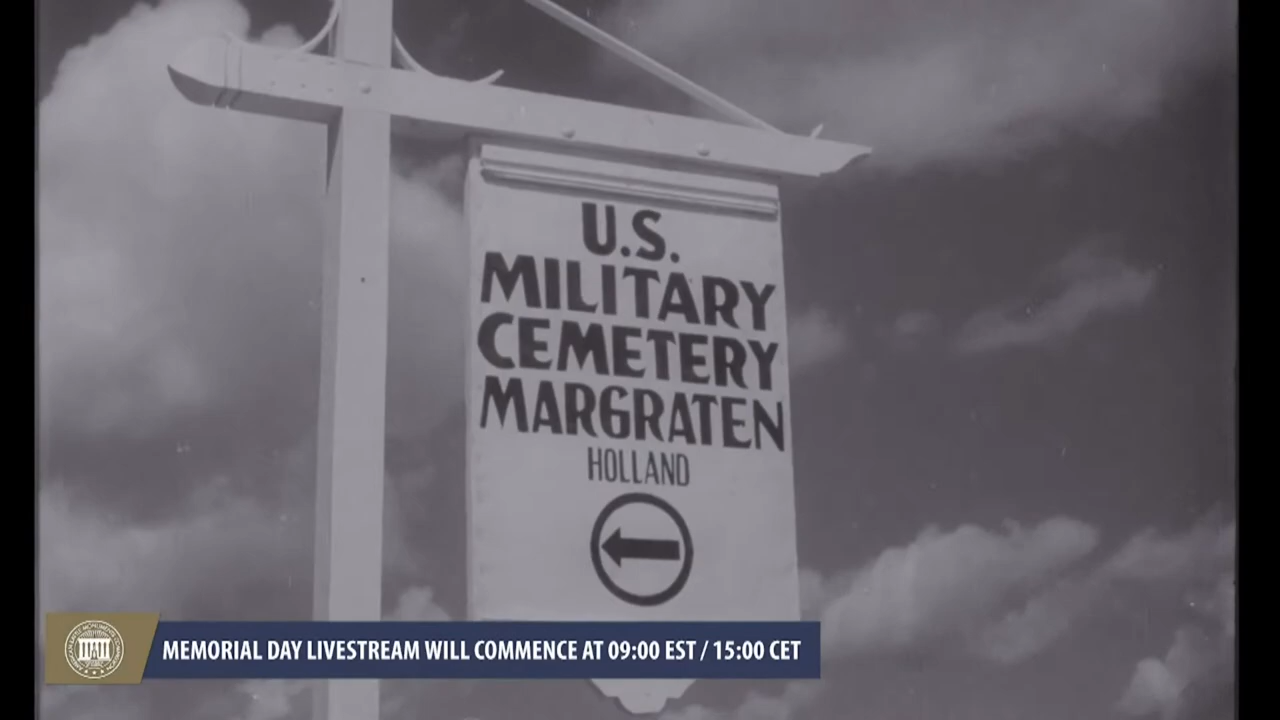 U.S.
MILITARY
CEMETERY
MARGRATEN
HOLLAND
MEMORIAL DAY LIVESTREAM WILL COMMENCE AT 09:00 EST / 15:00 CET